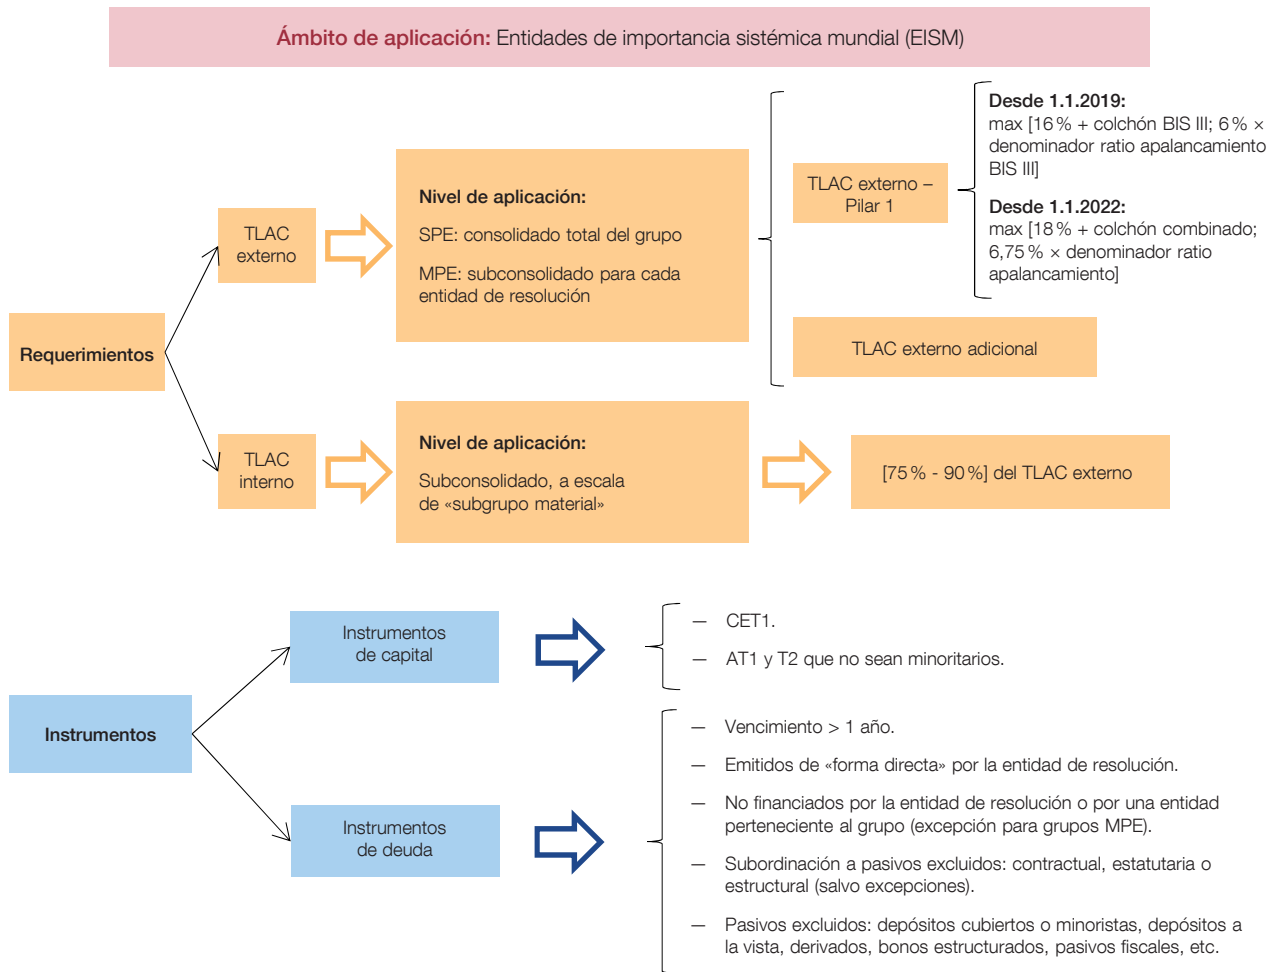 Ámbito de aplicación: Entidades de importancia sistémica mundial (EISM)
Requerimientos
TLAC
externo
Nivel de aplicación:
SPE: consolidado total del grupo
MPE: subconsolidado para cada
entidad de resolución
TLAC externo –
Pilar 1
Desde 1.1.2019:
max [16 % + colchón BIS III; 6 % ×
denominador ratio apalancamiento
BIS III]
Desde 1.1.2022:
max [18 % + colchón combinado;
6,75 % × denominador ratio
apalancamiento]
TLAC externo adicional
TLAC
interno
Nivel de aplicación:
Subconsolidado, a escala
de «subgrupo material»
[75 % - 90 %] del TLAC externo
Instrumentos
Instrumentos
de capital
— CET1.
— AT1 y T2 que no sean minoritarios.
Instrumentos
de deuda
— Vencimiento > 1 año.
— Emitidos de «forma directa» por la entidad de resolución.
— No financiados por la entidad de resolución o por una entidad
perteneciente al grupo (excepción para grupos MPE).
— Subordinación a pasivos excluidos: contractual, estatutaria o
estructural (salvo excepciones).
— Pasivos excluidos: depósitos cubiertos o minoristas, depósitos a
la vista, derivados, bonos estructurados, pasivos fiscales, etc.